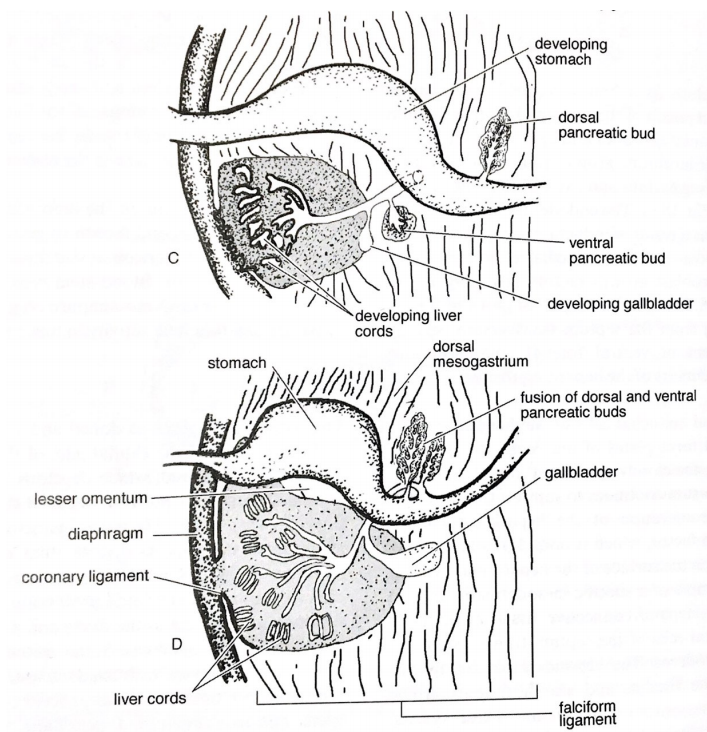 developing
stomach
dorsal
pancreatic bud
ventral
pancreatic bud
developing gallbladder
developing liver
cords
C
dorsal
mesogastrium
stomach
fusion of dorsal and ventral
pancreatic buds
gallbladder
lesser omentum
diaphragm
coronary ligament
D
liver cords
falciform
ligament